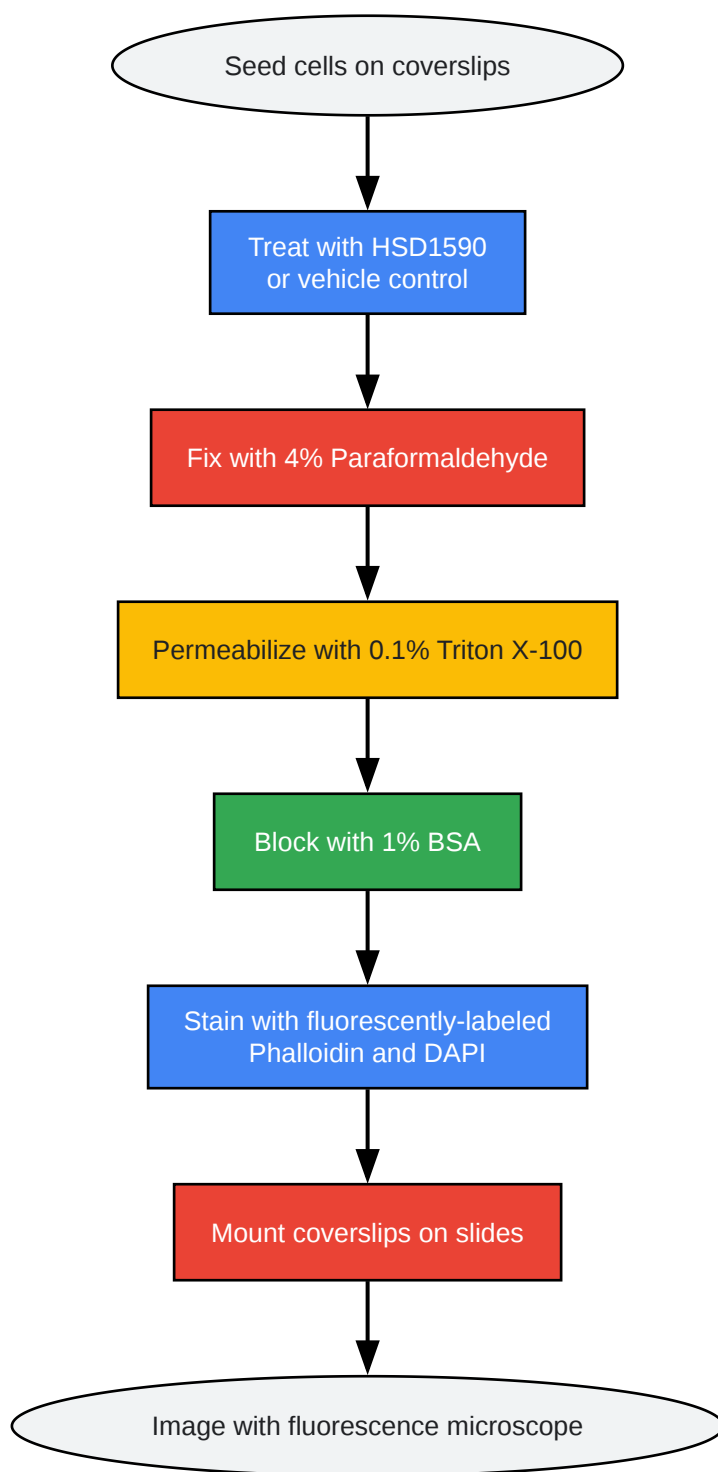 Seed cells on coverslips
Treat with HSD1590
or vehicle control
Fix with 4% Paraformaldehyde
Permeabilize with 0.1% Triton X-100
Block with 1% BSA
Stain with fluorescently-labeled
Phalloidin and DAPI
Mount coverslips on slides
Image with fluorescence microscope